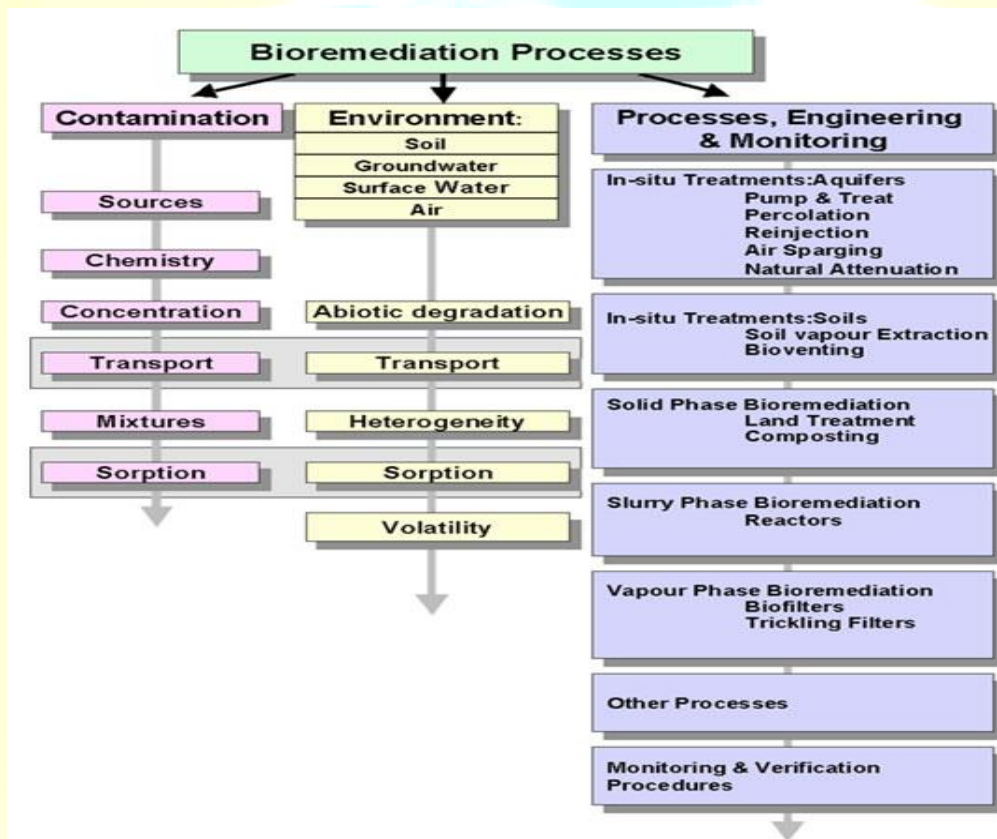 Bioremediation Processes
Contamination
Sources
Chemistry
Concentration
Transport
Mixtures
Sorption
Environment:
Soil
Groundwater
Surface Water
Air
Abiotic degradation
Transport
Heterogeneity
Sorption
Volatility
Processes, Engineering
& Monitoring
In-situ Treatments:Aquifers
Pump & Treat
Percolation
Reinjection
Air Sparging
Natural Attenuation
In-situ Treatments:Soils
Soil vapour Extraction
Bioventing
Solid Phase Bioremediation
Land Treatment
Composting
Slurry Phase Bioremediation
Reactors
Vapour Phase Bioremediation
Biofilters
Trickling Filters
Other Processes
Monitoring & Verification
Procedures